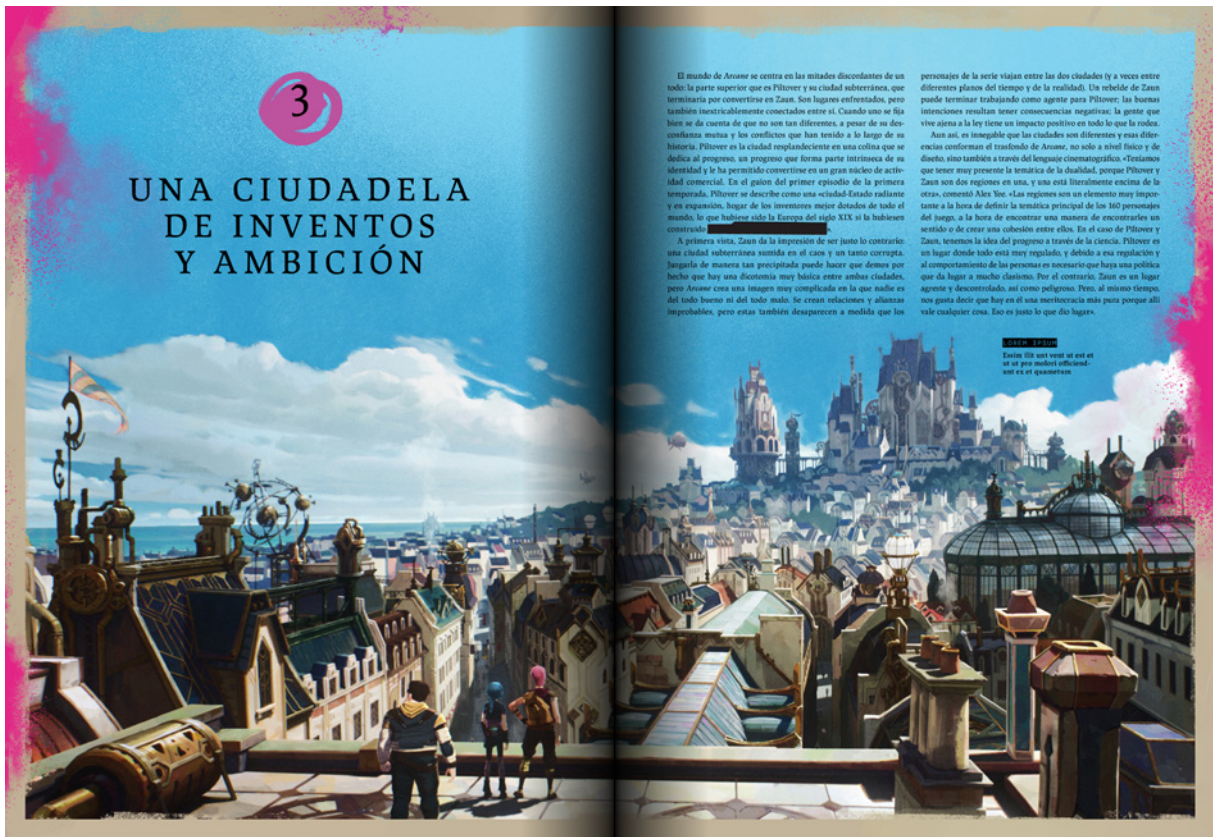 3
UNA CIUDADELA
DE INVENTOS
Y AMBICIÓN
El mundo de Arcane se centra en las mitades discordantes de un
todo: la parte superior que es Piltover y su ciudad subterránea, que
terminaría por convertirse en Zaun. Son lugares enfrentados, pero
también inextricablemente conectados entre sí. Cuando uno se fija
bien se da cuenta de que no son tan diferentes, a pesar de su des-
confianza mutua y los conflictos que han tenido a lo largo de su
historia. Piltover es la ciudad resplandeciente en una colina que se
dedica al progreso, un progreso que forma parte intrínseca de su
identidad y le ha permitido convertirse en un gran núcleo de activ-
idad comercial. En el guion del primer episodio de la primera
temporada, Piltover se describe como una «ciudad-Estado radiante
y en expansión, hogar de los inventores mejor dotados de todo el
mundo, lo que hubiese sido la Europa del siglo XIX si la hubiesen
construido ».
A primera vista, Zaun da la impresión de ser justo lo contrario:
una ciudad subterránea sumida en el caos y un tanto corrupta.
Juzgarla de manera tan precipitada puede hacer que demos por
hecho que hay una dicotomía muy básica entre ambas ciudades,
pero Arcane crea una imagen muy complicada en la que nadie es
del todo bueno ni del todo malo. Se crean relaciones y alianzas
improbables, pero estas también desaparecen a medida que los
personajes de la serie viajan entre las dos ciudades (y a veces entre
diferentes planos del tiempo y de la realidad). Un rebelde de Zaun
puede terminar trabajando como agente para Piltover; las buenas
intenciones resultan tener consecuencias negativas; la gente que
vive ajena a la ley tiene un impacto positivo en todo lo que la rodea.
Aun así, es innegable que las ciudades son diferentes y esas difer-
encias conforman el trasfondo de Arcane, no solo a nivel físico y de
diseño, sino también a través del lenguaje cinematográfico. «Teníamos
que tener muy presente la temática de la dualidad, porque Piltover y
Zaun son dos regiones en una, y una está literalmente encima de la
otra», comentó Alex Yee. «Las regiones son un elemento muy impor-
tante a la hora de definir la temática principal de los 160 personajes
del juego, a la hora de encontrar una manera de encontrarles un
sentido o de crear una cohesión entre ellos. En el caso de Piltover y
Zaun, tenemos la idea del progreso a través de la ciencia. Piltover es
un lugar donde todo está muy regulado, y debido a esa regulación y
al comportamiento de las personas es necesario que haya una política
que da lugar a mucho clasismo. Por el contrario, Zaun es un lugar
agreste y descontrolado, así como peligroso. Pero, al mismo tiempo,
nos gusta decir que hay en él una meritocracia más pura porque allí
vale cualquier cosa. Eso es justo lo que dio lugar».
LOREM IPSUM
Essim ilit unt vent ut est et
ut ut pro molori officiend-
unt ex et quametum